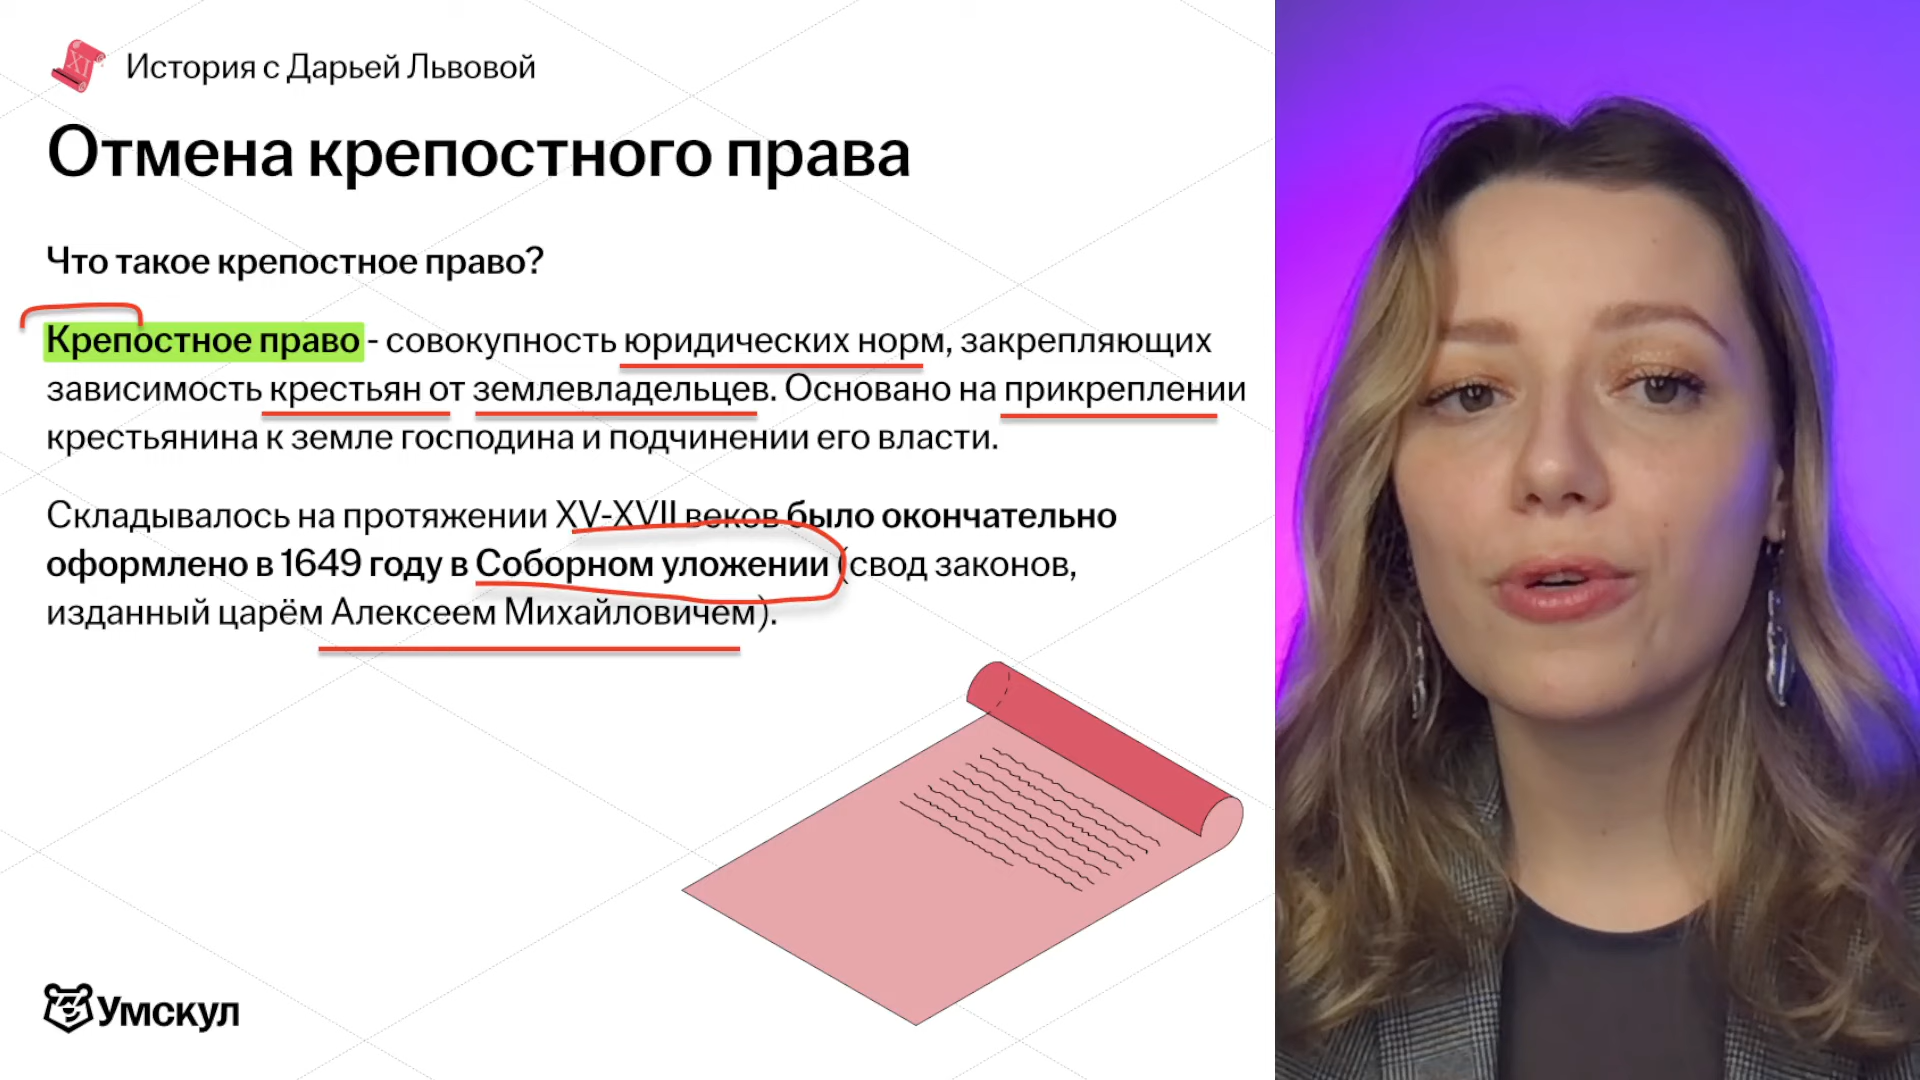 XI
История с Дарьей Львовой
Отмена крепостного права
Что такое крепостное право?
Крепостное право - совокупность юридических норм, закрепляющих
зависимость крестьян от землевладельцев. Основано на прикреплении
крестьянина к земле господина и подчинении его власти.
Складывалось на протяжении XV-XVII веков было окончательно
оформлено в 1649 году в Соборном уложении (свод законов,
изданный царём Алексеем Михайловичем).
Умскул